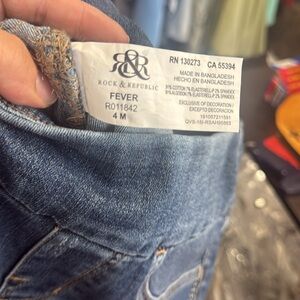 R&R
ROCK & REPUBLIC
FEVER
R011842
4 M
RN 130273 CA 55394
MADE IN BANGLADESH
HECHO EN BANGLADESH
EXCLUSIVE OF DECORATION /
EXCEPTO DECORACION